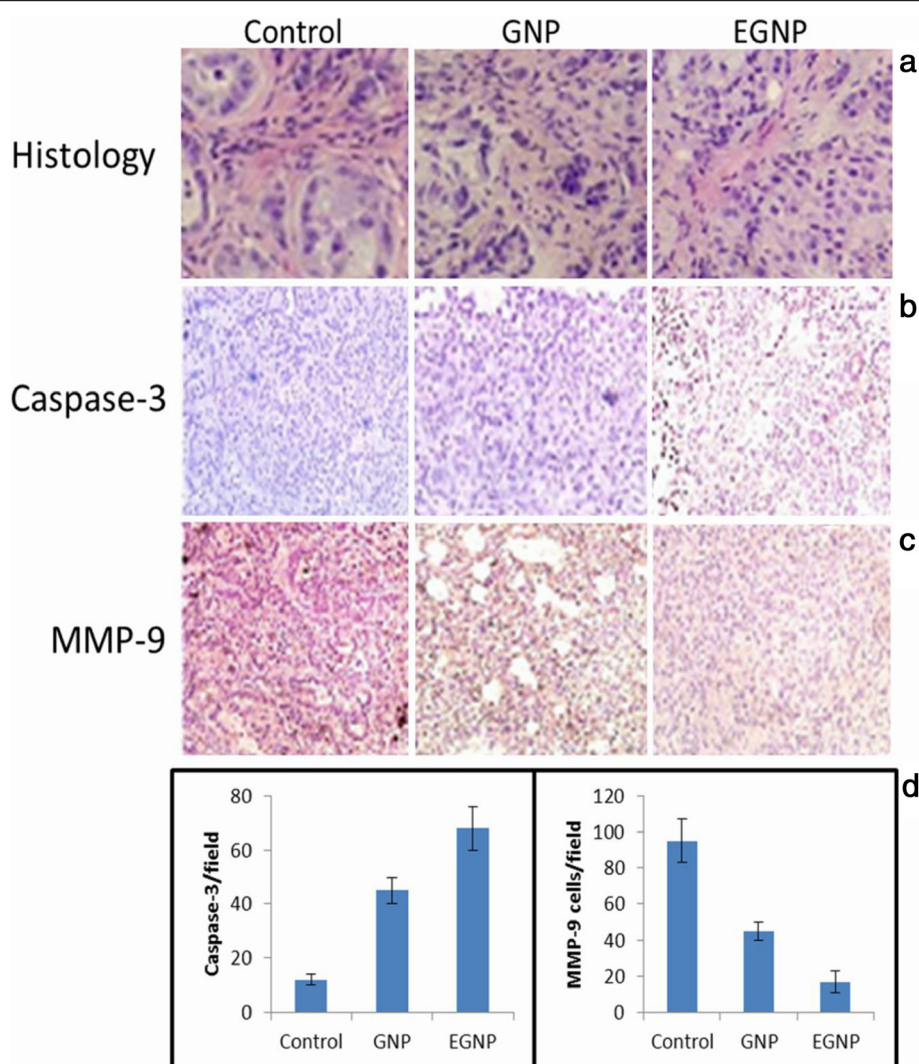 Control GNP EGNP
a
Histology
b
Caspase-3
c
MMP-9
d
Caspase-3/field
80
60
40
20
0
Control GNP EGNP
MMP-9 cells/field
120
100
80
60
40
20
0
Control GNP EGNP